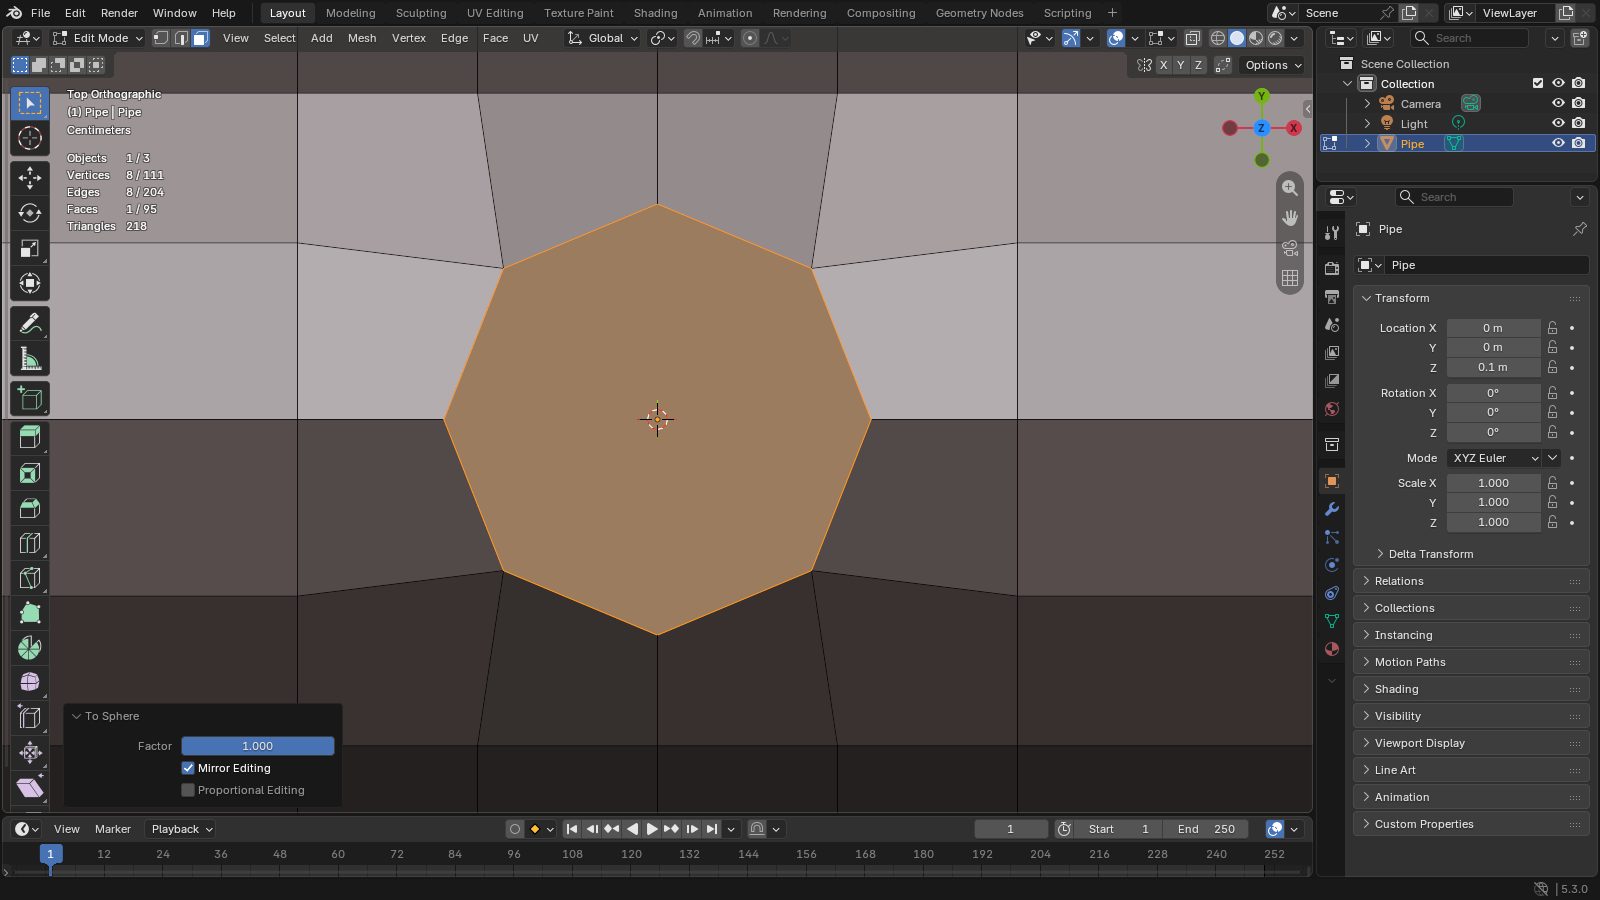 File Edit Render Window Help Layout Modeling Sculpting UV Editing Texture Paint Shading Animation Rendering Compositing Geometry Nodes Scripting Scene ViewLayer
Edit Mode View Select Add Mesh Vertex Edge Face UV Global
X Y Z Options
Top Orthographic
(1) Pipe | Pipe
Centimeters
Objects 1 / 3
Vertices 8 / 111
Edges 8 / 204
Faces 1 / 95
Triangles 218
Y
Z X
To Sphere
Factor 1.000
Mirror Editing
Proportional Editing
Search
Scene Collection
Collection
Camera
Light
Pipe
Search
Pipe
Pipe
Transform
Location X 0 m
Y 0 m
Z 0.1 m
Rotation X 0°
Y 0°
Z 0°
Mode XYZ Euler
Scale X 1.000
Y 1.000
Z 1.000
Delta Transform
Relations
Collections
Instancing
Motion Paths
Shading
Visibility
Viewport Display
Line Art
Animation
Custom Properties
View Marker Playback 1 Start 1 End 250
1 12 24 36 48 60 72 84 96 108 120 132 144 156 168 180 192 204 216 228 240 252
5.3.0